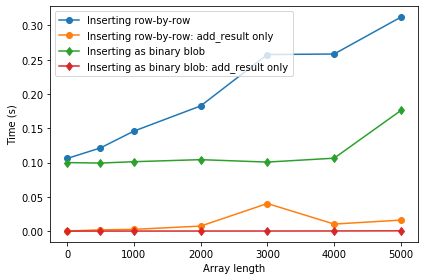 Inserting row-by-row
Inserting row-by-row: add_result only
Inserting as binary blob
Inserting as binary blob: add_result only
Time (s)
0.30
0.25
0.20
0.15
0.10
0.05
0.00
0 1000 2000 3000 4000 5000
Array length